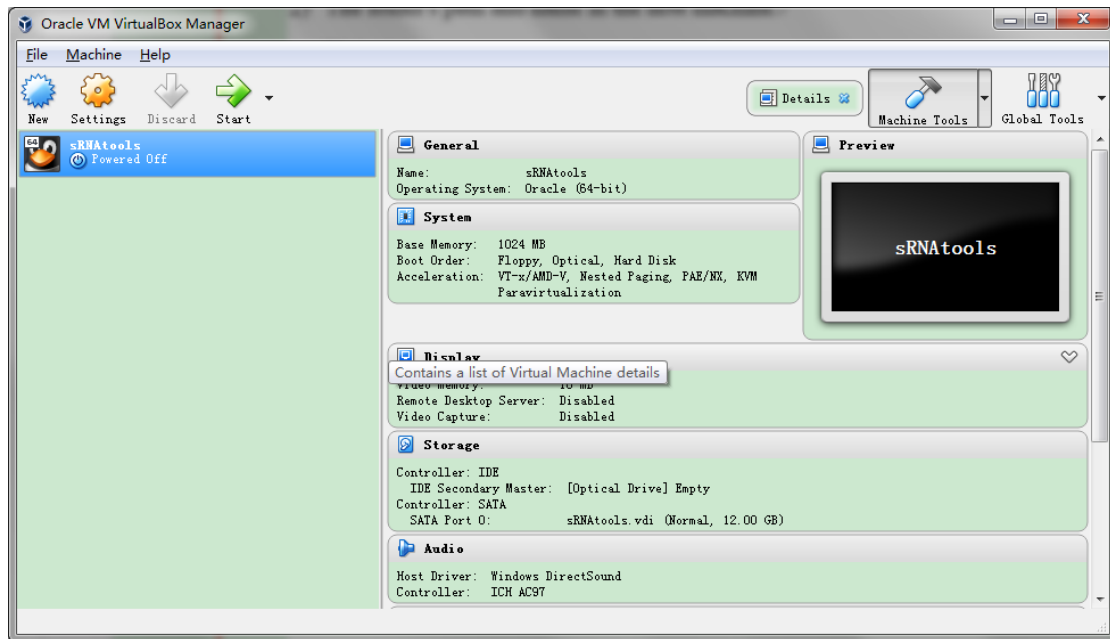 Oracle VM VirtualBox Manager
File Machine Help
New Settings Discard Start
Details
Machine Tools
Global Tools
64
sRNAtools
Powered Off
General
Name: sRNAtools
Operating System: Oracle (64-bit)
System
Base Memory: 1024 MB
Boot Order: Floppy, Optical, Hard Disk
Acceleration: VT-x/AMD-V, Nested Paging, PAE/NX, KVM
Paravirtualization
Preview
sRNAtools
Display
Contains a list of Virtual Machine details
Video Memory:
Remote Desktop Server: Disabled
Video Capture: Disabled
Storage
Controller: IDE
IDE Secondary Master: [Optical Drive] Empty
Controller: SATA
SATA Port 0: sRNAtools.vdi (Normal, 12.00 GB)
Audio
Host Driver: Windows DirectSound
Controller: ICH AC97